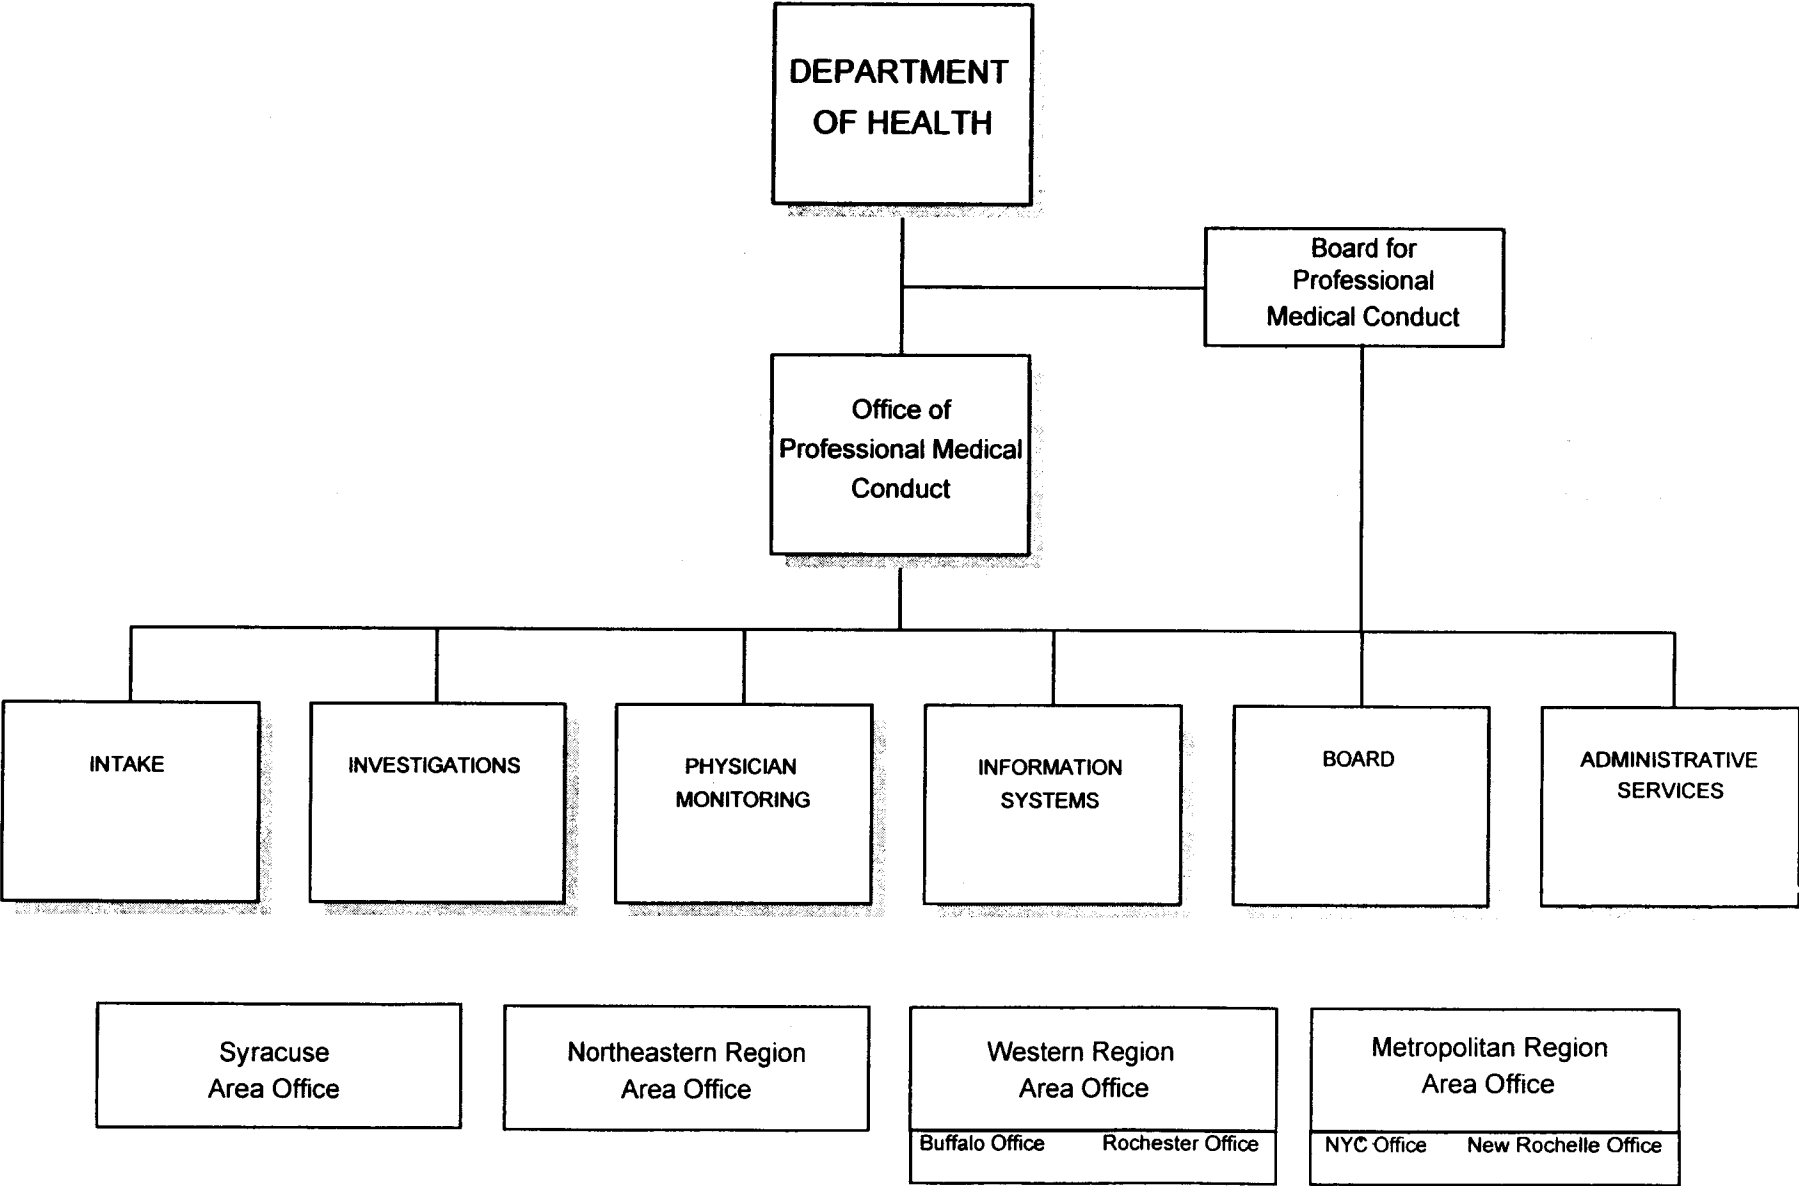 DEPARTMENT
OF HEALTH
Board for
Professional
Medical Conduct
Office of
Professional Medical
Conduct
INTAKE
INVESTIGATIONS
PHYSICIAN
MONITORING
INFORMATION
SYSTEMS
BOARD
ADMINISTRATIVE
SERVICES
Syracuse
Area Office
Northeastern Region
Area Office
Western Region
Area Office
Buffalo Office Rochester Office
Metropolitan Region
Area Office
NYC Office New Rochelle Office